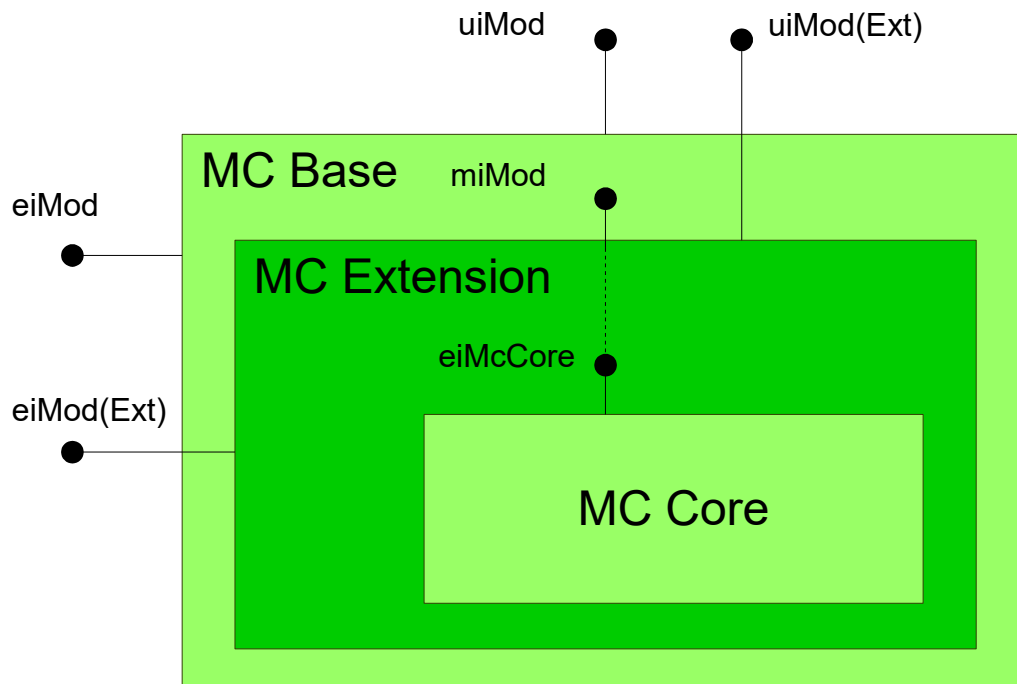 uiMod
uiMod(Ext)
MC Base
miMod
eiMod
MC Extension
eiMcCore
eiMod(Ext)
MC Core